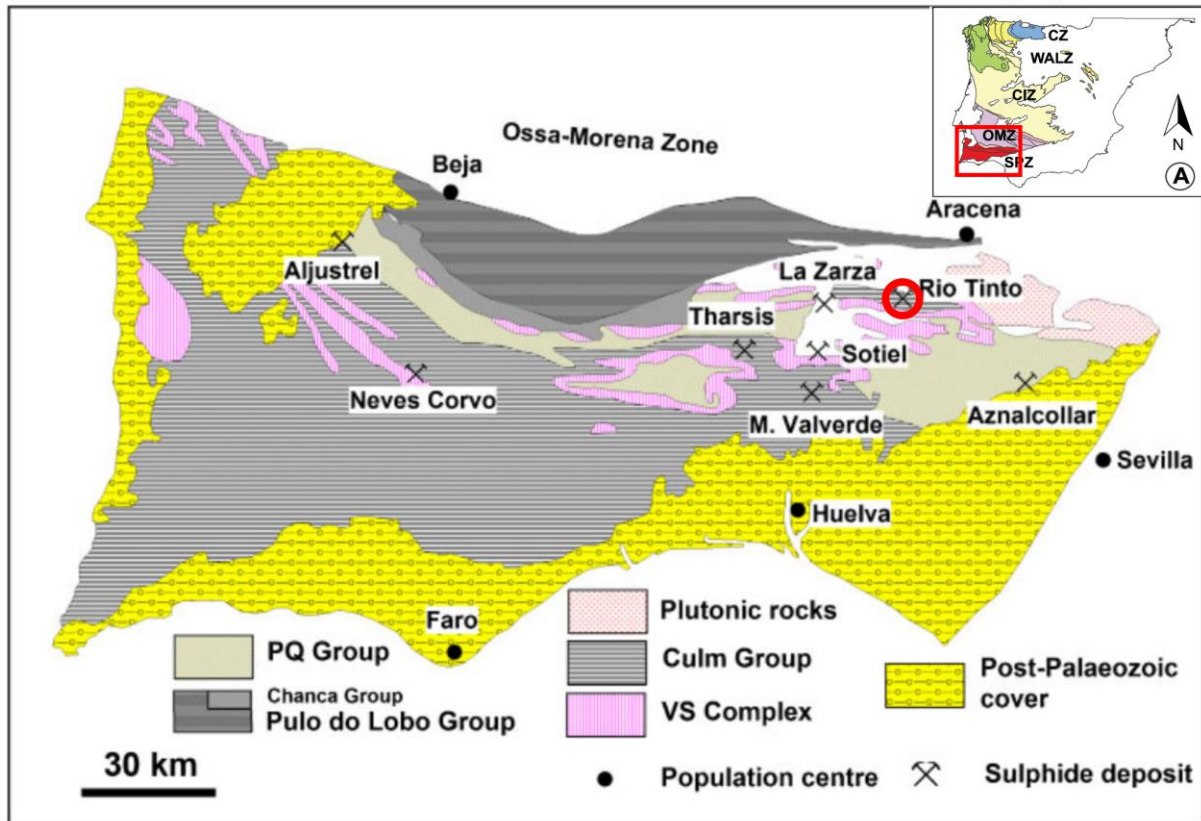 CZ
WALZ
CIZ
OMZ
SPZ
N
A
Ossa-Morena Zone
Beja
Aracena
Aljustrel
La Zarza
Rio Tinto
Tharsis
Sotiel
Neves Corvo
M. Valverde
Aznalcollar
Sevilla
Huelva
Faro
PQ Group
Chanca Group
Pulo do Lobo Group
Plutonic rocks
Culm Group
VS Complex
Post-Palaeozoic
cover
30 km
Population centre
Sulphide deposit